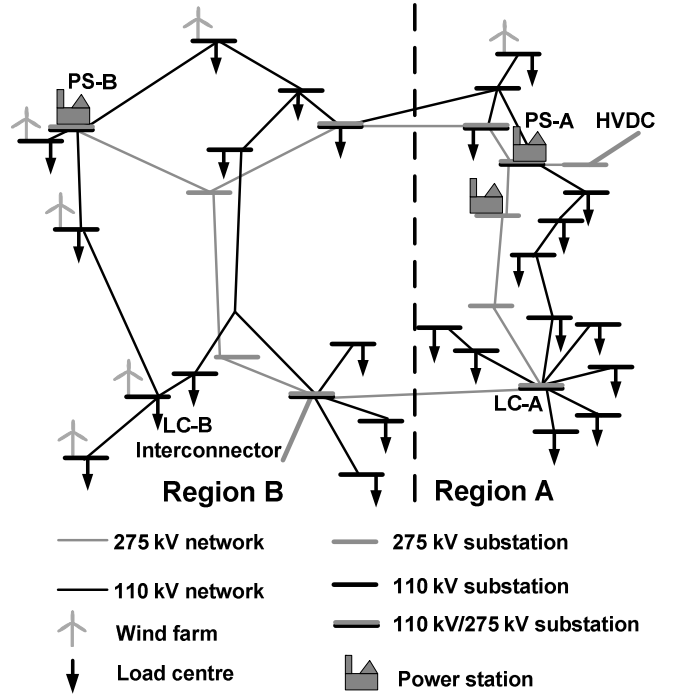 PS-B
PS-A
HVDC
LC-A
LC-B
Interconnector
Region B
Region A
275 kV network
275 kV substation
110 kV network
110 kV substation
Wind farm
110 kV/275 kV substation
Load centre
Power station